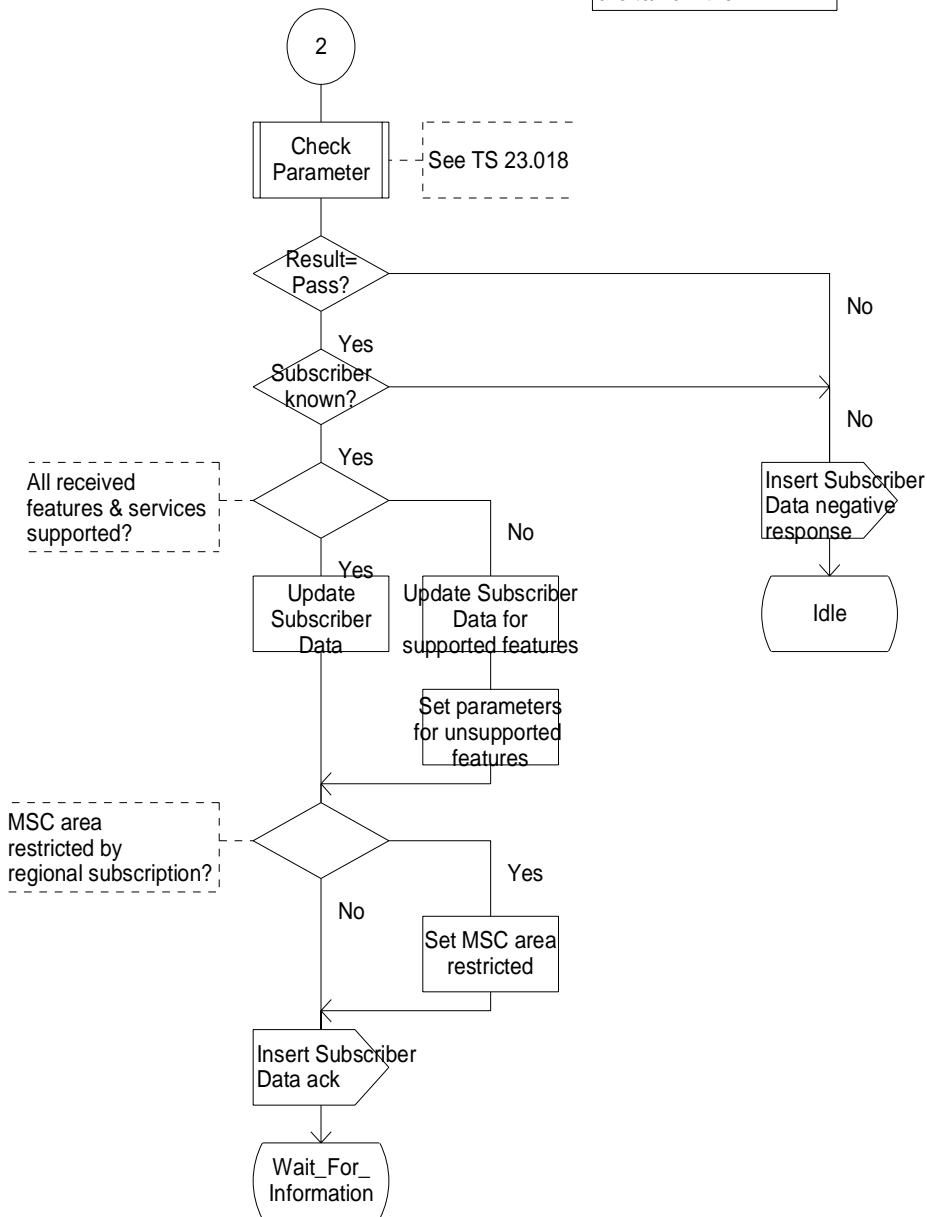 2
Check
Parameter
See TS 23.018
Result=
Pass?
No
Yes
Subscriber
known?
No
Yes
All received
features & services
supported?
Insert Subscriber
Data negative
response
No
Yes
Update
Subscriber
Data
Update Subscriber
Data for
supported features
Idle
Set parameters
for unsupported
features
MSC area
restricted by
regional subscription?
Yes
No
Set MSC area
restricted
Insert Subscriber
Data ack
Wait_For_
Information